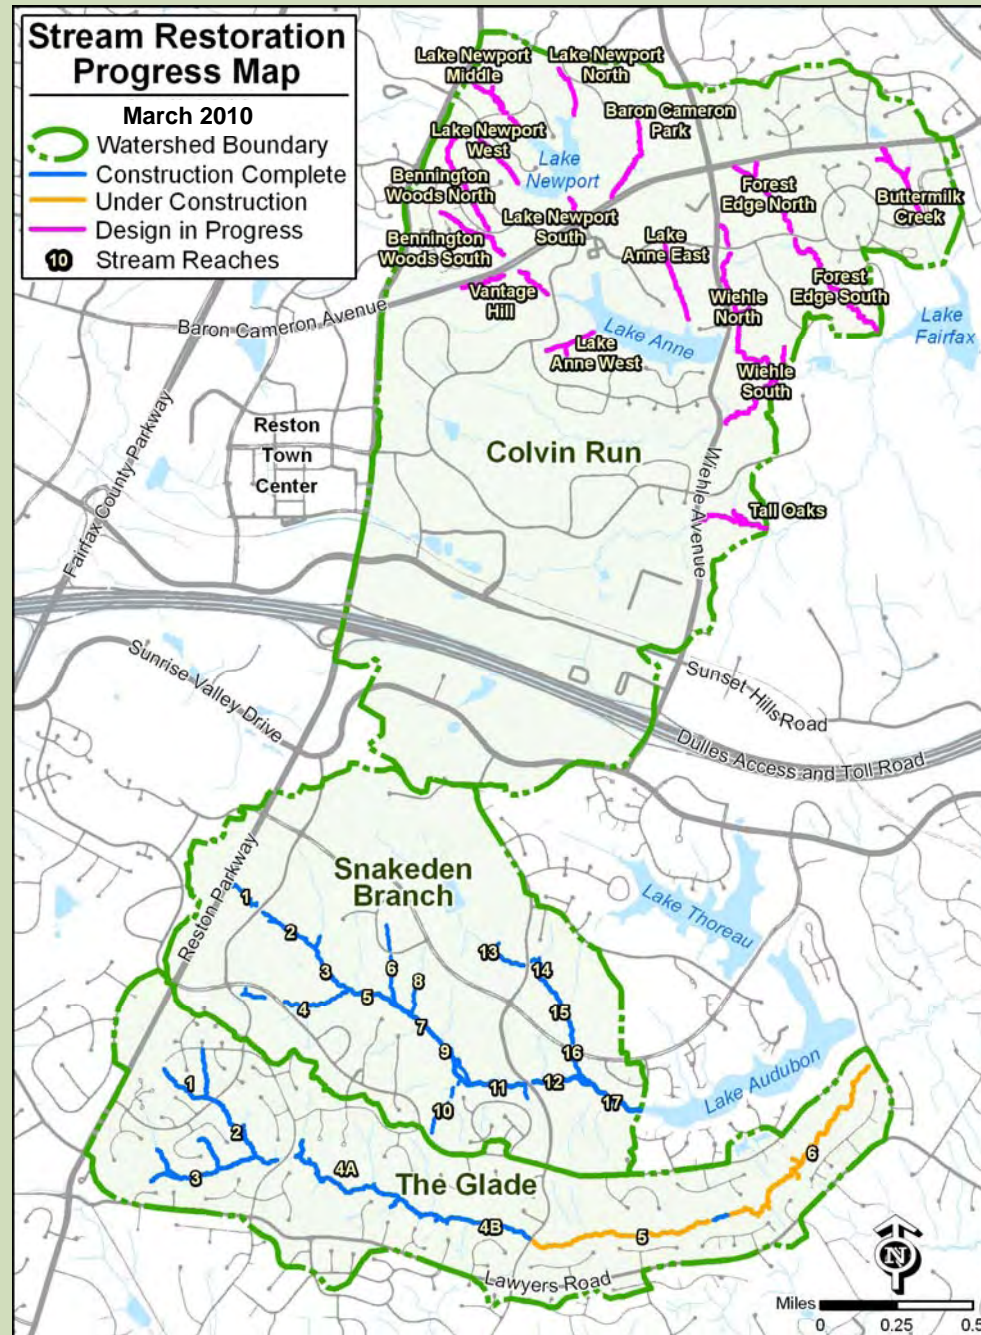 Stream Restoration
Progress Map
March 2010
Watershed Boundary
Construction Complete
Under Construction
Design in Progress
10 Stream Reaches
Lake Newport
Middle
Lake Newport
North
Baron Cameron
Park
Lake Newport
West
Lake
Newport
Bennington
Woods North
Forest
Edge North
Buttermilk
Creek
Lake Newport
South
Bennington
Woods South
Lake
Anne East
Forest
Edge South
Vantage
Hill
Wiehle
North
Lake
Fairfax
Baron Cameron Avenue
Lake Anne
Lake
Anne West
Wiehle
South
Reston
Town
Center
Colvin Run
Fairfax County Parkway
Wiehle Avenue
Tall Oaks
Sunrise Valley Drive
Sunset Hills Road
Dulles Access and Toll Road
Snakeden
Branch
Reston Parkway
Lake Thoreau
1
2
3
4
5
6
7
8
9
10
11
12
13
14
15
16
17
Lake Audubon
The Glade
1
2
3
4A
4B
5
6
Lawyers Road
N
Miles
0 0.25 0.5